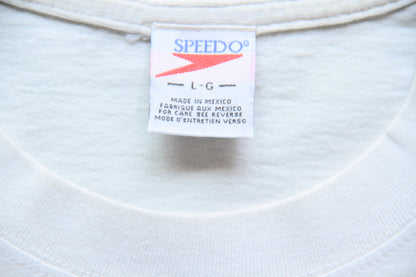 SPEEDO®
L-G
MADE IN MEXICO
FABRIQUE AUX MEXICO
FOR CARE SEE REVERSE
MODE D'ENTRETIEN VERSO